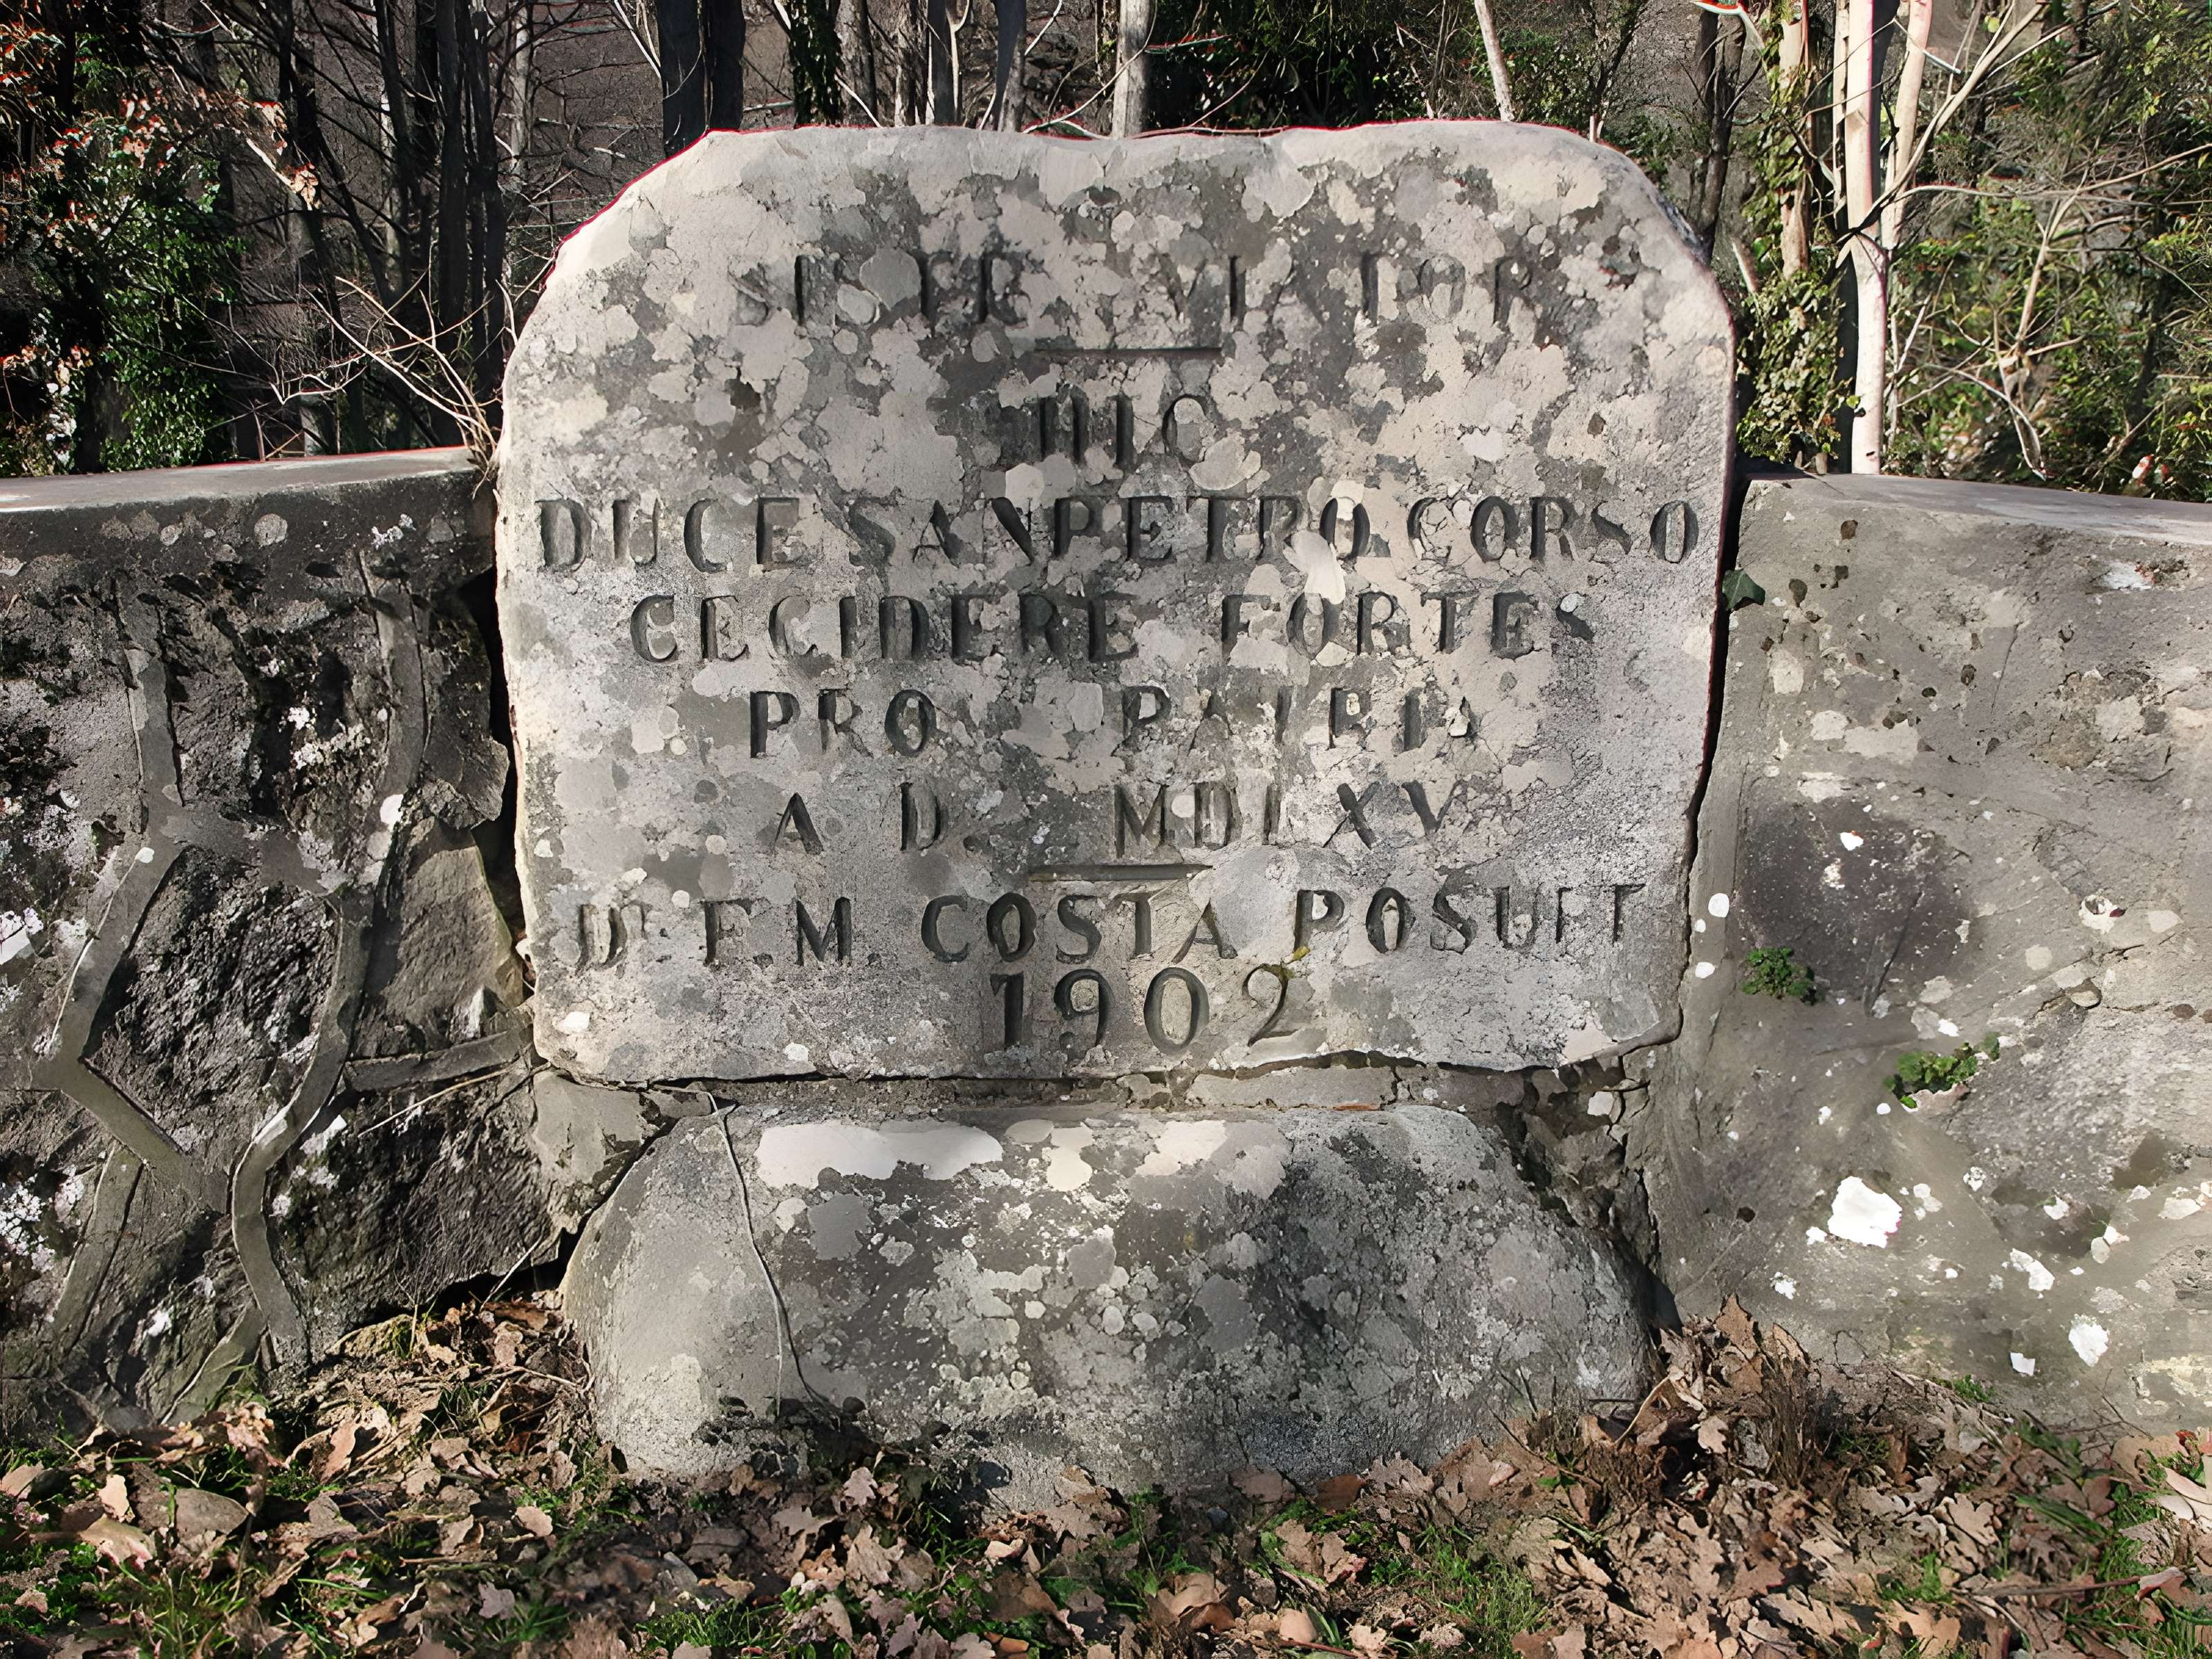 SISTE VIATOR
HIC
DUCE SANPETRO CORSO
CECIDERE FORTES
PRO PATRIA
A. D. MDLXV
Dr. F. M. COSTA POSUIT
1902